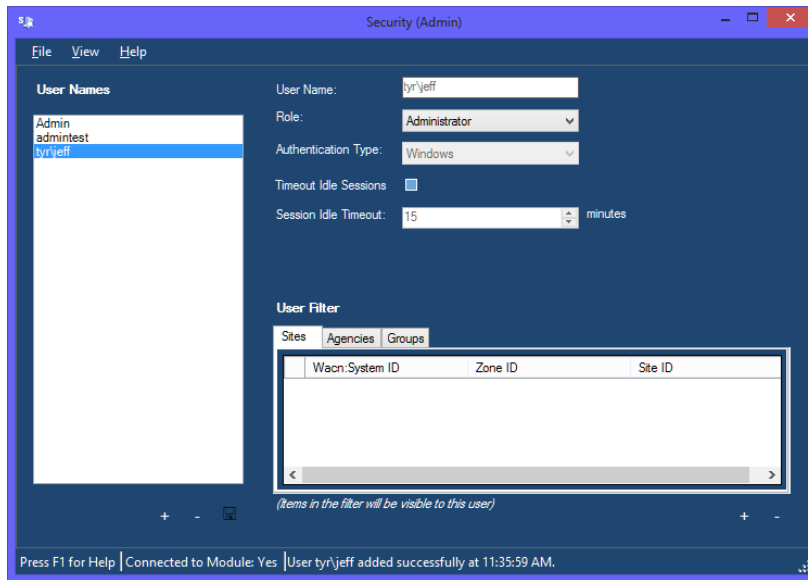 Security (Admin)
File View Help
User Names
Admin
admintest
tyr\jeff
+ -
User Name: tyr\jeff
Role: Administrator
Authentication Type: Windows
Timeout Idle Sessions
Session Idle Timeout: 15 minutes
User Filter
Sites Agencies Groups
Wacn:System ID Zone ID Site ID
(Items in the filter will be visible to this user)
+ -
Press F1 for Help Connected to Module: Yes User tyr\jeff added successfully at 11:35:59 AM.